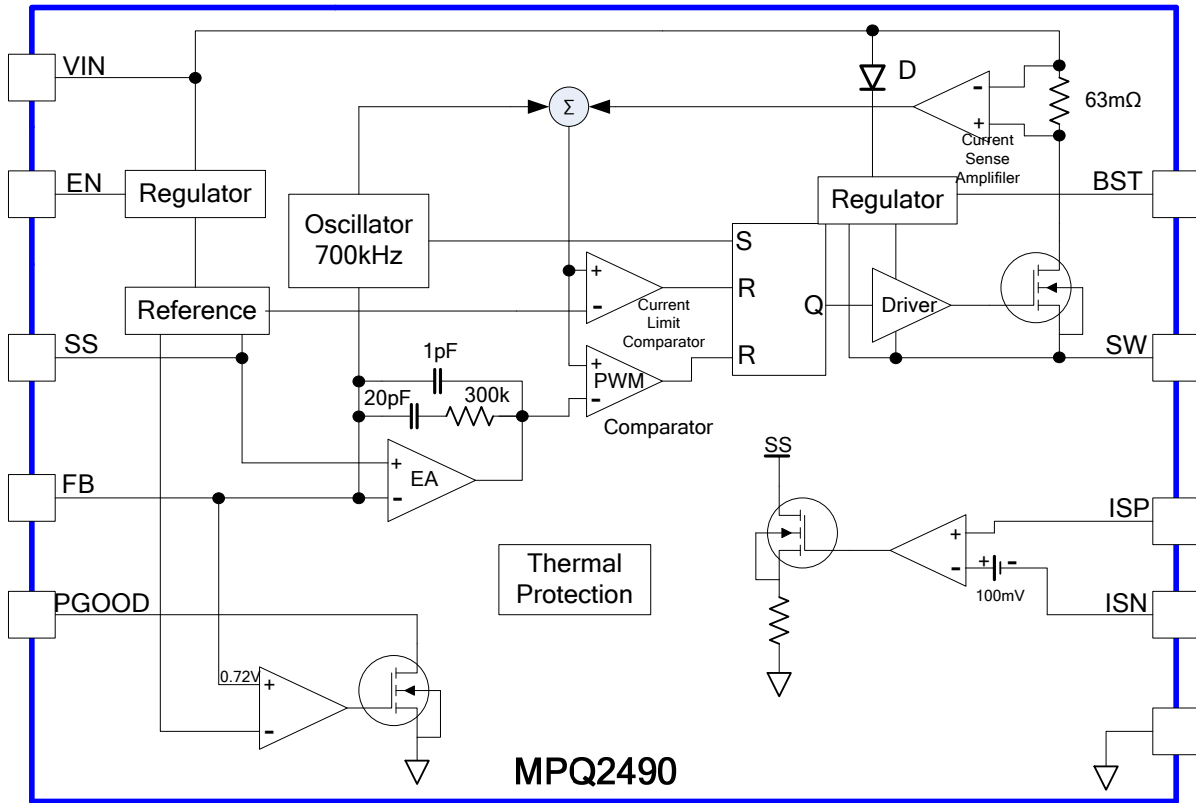 VIN
D
Σ
-
+
63mΩ
Current
Sense
Amplifiler
EN
Regulator
BST
Regulator
Oscillator
700kHz
S
+
-
R
Current
Limit
Comparator
Reference
Q
Driver
SS
SW
1pF
R
+
PWM
-
20pF
300k
Comparator
SS
+
EA
-
FB
ISP
+
-
+
-
100mV
Thermal
Protection
PGOOD
ISN
0.72V
+
-
MPQ2490